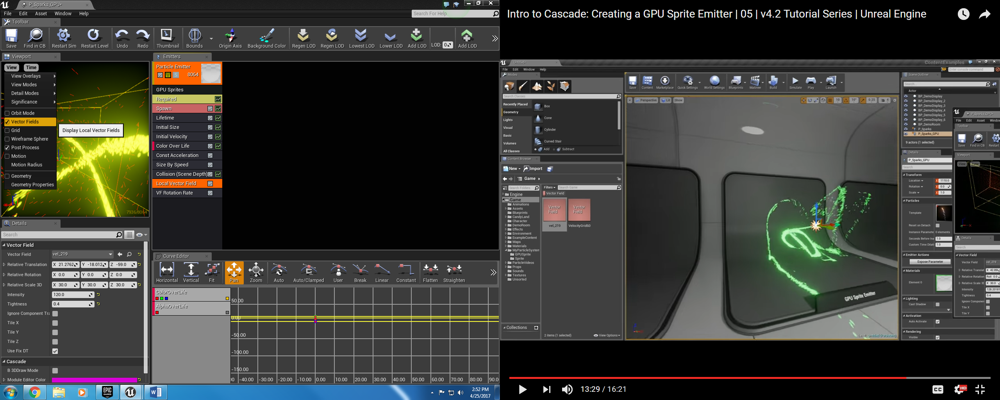 P_Sparks_GPU*
File Edit Asset Window Help
Search For Help
Toolbar
Save Find in CB Restart Sim Restart Level Undo Redo Thumbnail Bounds Origin Axis Background Color Regen LOD Regen LOD Lowest LOD Lower LOD Add LOD LOD: 0 Add LOD
Viewport
View Time
View Overlays
View Modes
Detail Modes
Significance
Orbit Mode
Vector Fields
Grid
Wireframe Sphere
Post Process
Motion
Motion Radius
Geometry
Geometry Properties
Display Local Vector Fields
7936/8064
Emitters
Particle Emitter
8064
GPU Sprites
Required
Spawn
Lifetime
Initial Size
Initial Velocity
Color Over Life
Const Acceleration
Size By Speed
Collision (Scene Depth)
Local Vector Field
VF Rotation Rate
Details
Search
Vector Field
Vector Field vel_219
Relative Translation X 21.2762 Y -18.012 Z -59.0
Relative Rotation X 0.0 Y 0.0 Z 0.0
Relative Scale 3D X 30.0 Y 30.0 Z 30.0
Intensity 120.0
Tightness 0.4
Ignore Component Tra
Tile X
Tile Y
Tile Z
Use Fix DT
Cascade
B 3DDraw Mode
Module Editor Color
Curve Editor
Horizontal Vertical Fit Pan Zoom Auto Auto/Clamped User Break Linear Constant Flatten Straighten
ColorOverLife
AlphaOverLife
50.00
0.00
-50.00
-100.00
-150.00
-40.00 -30.00 -20.00 -10.00 0.00 10.00 20.00 30.00 40.00 50.00 60.00 70.00 80.00 90.0
EPIC GAMES
2:52 PM
4/25/2017
Intro to Cascade: Creating a GPU Sprite Emitter | 05 | v4.2 Tutorial Series | Unreal Engine
Untitled*
ContentExamples
File Edit Window Help
Enter console command
Modes
Search Classes
Recently Placed
Geometry
Lights
Visual
Basic
Volumes
All Classes
Box
Cone
Cylinder
Curved Stair
Add Subtract
Save Content Marketplace Quick Settings World Settings Blueprints Matinee Build Simulate Play Launch
Perspective Lit Show
10 10° 0.25 4
Content Browser
New Import
Game
Search Folders
Engine
Game
Animations
Assets
Blueprints
CandyLand
Character
DemoRoom
Effects
Environment
ExampleContent
Maps
Materials
MyParticleSystem
GPUSprite
Sprite
ParticleVideos
Props
Sounds
Textures
Unsorted
Collections
Filters Search Game
Vector Field
Vector Field
Vector Field
vel_219 VelocityGrid60
2 items (1 selected) View Options
GPU Sprite Emitter
Level: Untitled (Persistent)
Scene Outliner
Search...
Actor
BP_DemoDisplay
BP_DemoDisplay_2
BP_DemoDisplay_3
BP_DemoDisplay_4
BP_DemoDisplay_5
BP_DemoDisplay_6
BP_DemoRoom
P_Sparks
P_Sparks_GPU
9 actors (1 selected)
Details
P_Sparks_GPU
Search
Transform
Location X 1110.0
Rotation X 0.0
Scale X 1.0
Particles
Template
Reset on Detach
Instance Paramete 0 elements
Seconds Before Ina 1.0
Custom Time Dilati 1.0
Emitter Actions
Expose Parameter
Materials
Element 0
Lighting
Cast Shadow
Activation
Auto Activate
Rendering
Visible
P_Sparks_GPU*
File Edit Asset Window
Toolbar
Save Find in CB Restart
Viewport
View Time
Details
Search
Vector Field
Vector Field vel_219
Relative Translat X 42.89
Relative Rotation Roll 0.0
Relative Scale 3D X 30.0
Intensity 128.20181
Tightness 0.4
Ignore Componen
Tile X
Tile Y
13:29 / 16:21
CC
HD